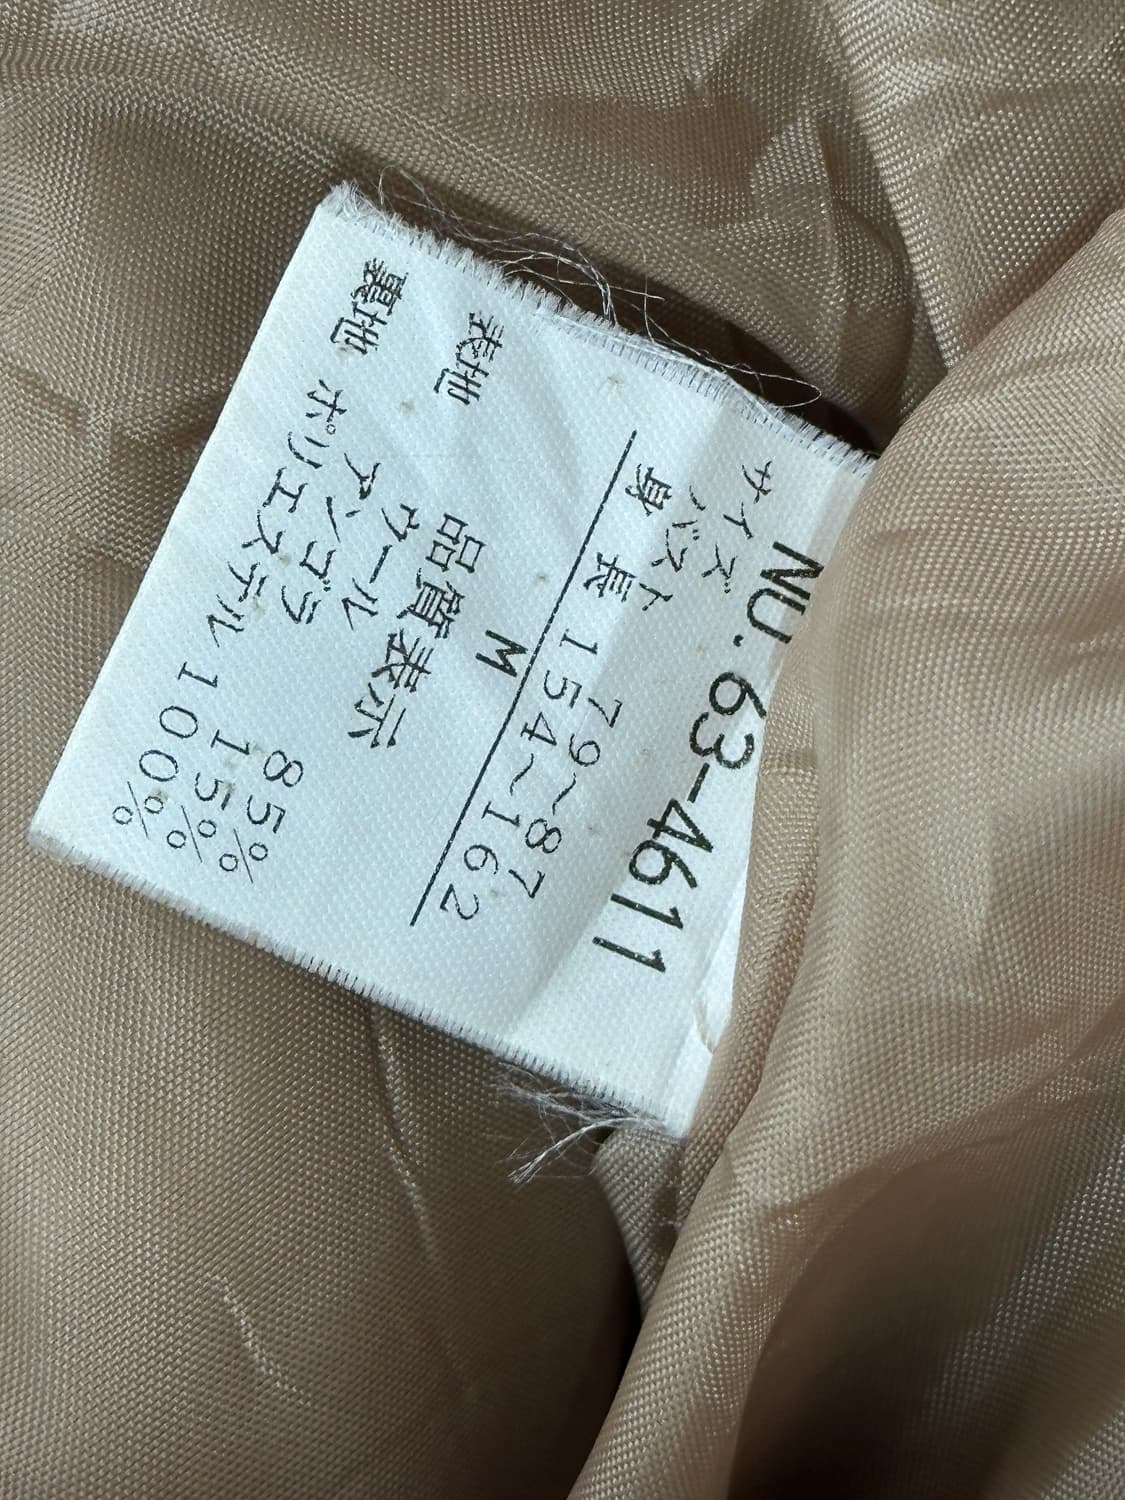 NO.63-4611
サイズ
バスト 79～87
身長 154～162
M
品質表示
表地 ウール 85%
アンゴラ 15%
裏地 ポリエステル 100%